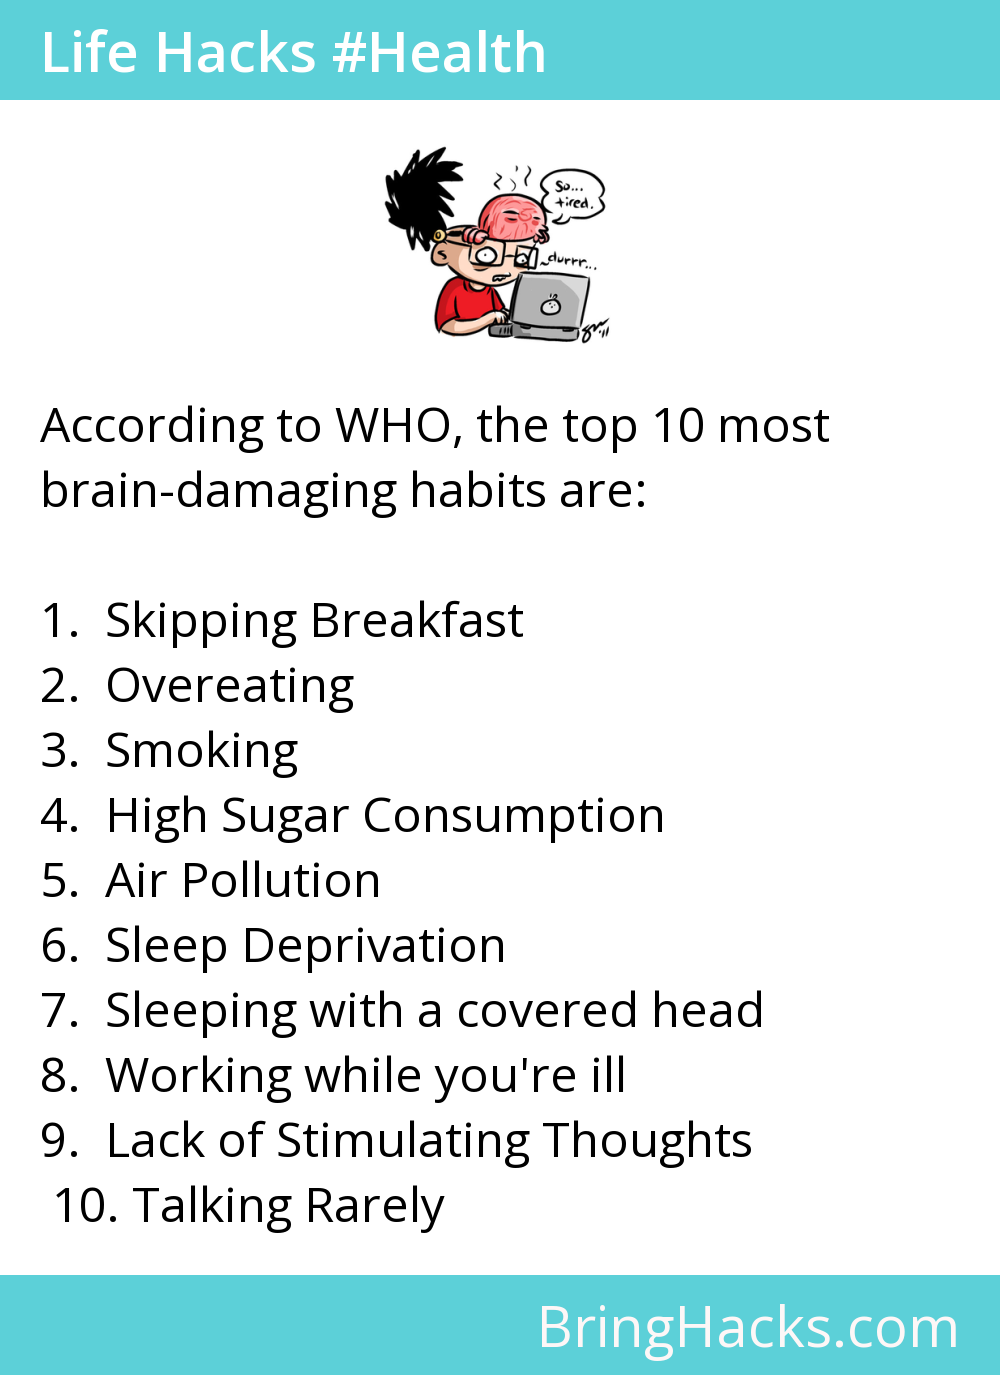 Life Hacks #Health
So...
tired.
durrr...
According to WHO, the top 10 most
brain-damaging habits are:
1. Skipping Breakfast
2. Overeating
3. Smoking
4. High Sugar Consumption
5. Air Pollution
6. Sleep Deprivation
7. Sleeping with a covered head
8. Working while you're ill
9. Lack of Stimulating Thoughts
10. Talking Rarely
BringHacks.com